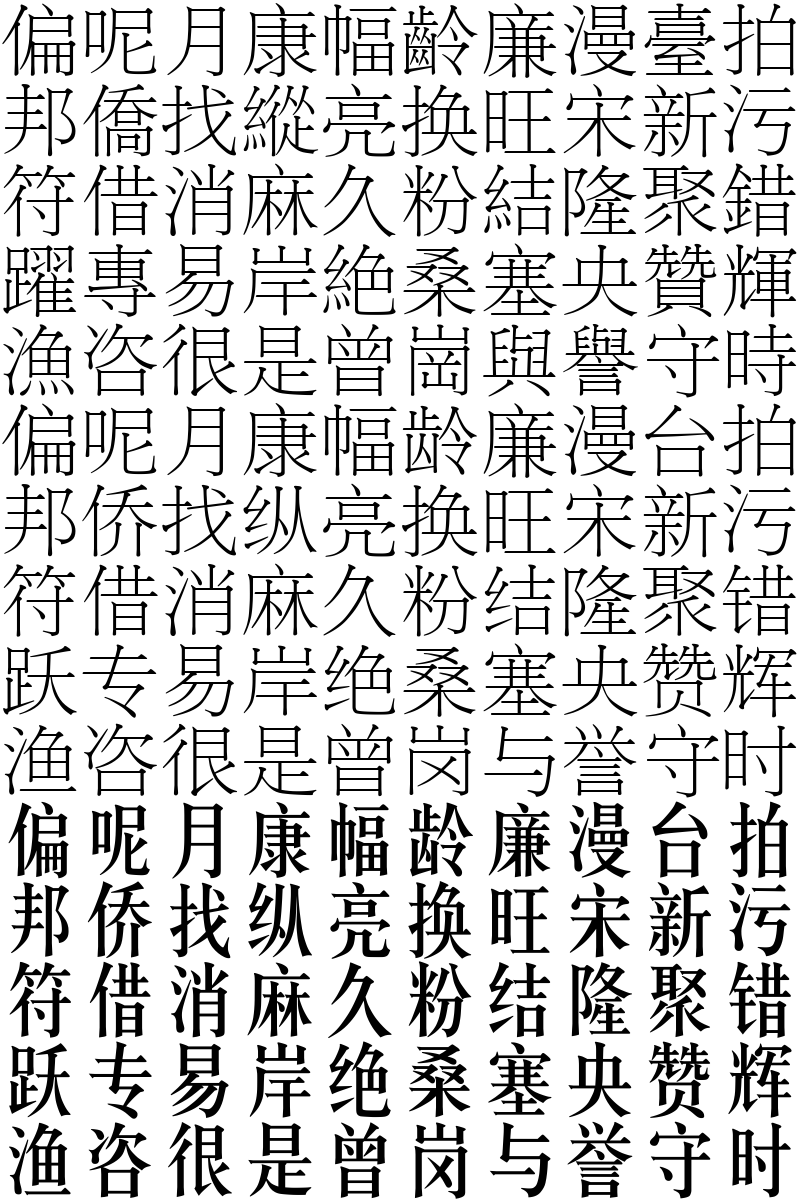 偏呢月康幅齡廉漫臺拍
邦僑找縱亮换旺宋新污
符借消麻久粉結隆聚錯
躍專易岸絶桑塞央贊輝
漁咨很是曾崗與譽守時
偏呢月康幅龄廉漫台拍
邦侨找纵亮换旺宋新污
符借消麻久粉结隆聚错
跃专易岸绝桑塞央赞辉
渔咨很是曾岗与誉守时
偏呢月康幅龄廉漫台拍
邦侨找纵亮换旺宋新污
符借消麻久粉结隆聚错
跃专易岸绝桑塞央赞辉
渔咨很是曾岗与誉守时